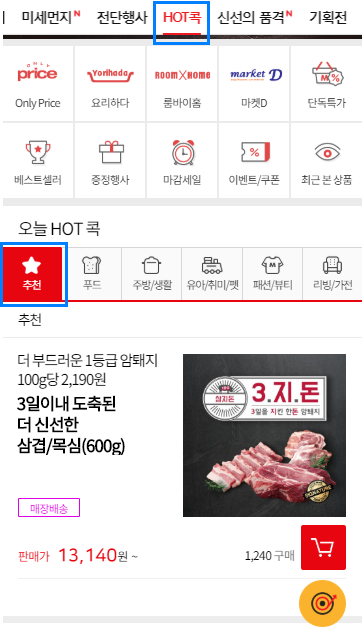 미세먼지 N 전단행사 HOT콕 신선의 품격 N 기획전
only price Yorihada ROOM X HOME market D %
Only Price 요리하다 룸바이홈 마켓D 단독특가
%
베스트셀러 증정행사 마감세일 이벤트/쿠폰 최근 본 상품
오늘 HOT 콕
추천 푸드 주방/생활 유아/취미/펫 패션/뷰티 리빙/가전
추천
더 부드러운 1등급 암돼지
100g당 2,190원
3일이내 도축된
더 신선한
삼겹/목심(600g)
삼지돈
3.지.돈
3일을 지킨 한돈 암퇘지
매장배송
판매가 13,140원 ~
1,240 구매